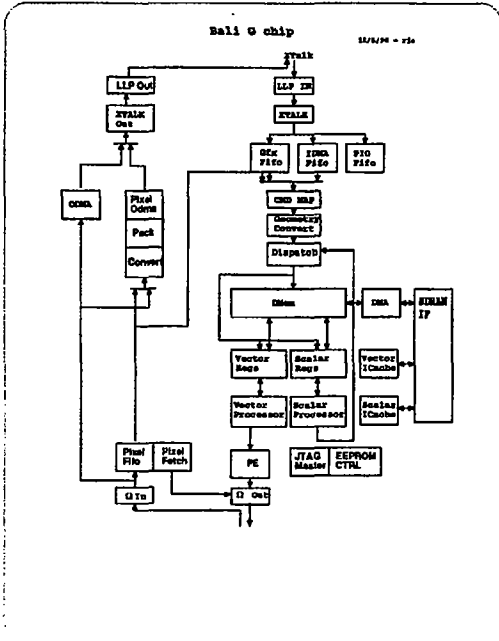 Bali G chip
XTalk
LLP Out
LLP IN
XTALK
Out
XTALK
Gfx
Fifo
IDMA
Fifo
PIO
Fifo
ODMA
Pixel
Odma
Pack
Convert
CMD MAP
Geometry
Convert
Dispatch
DMem
DMA
SDRAM
IF
Vector
Regs
Scalar
Regs
Vector
ICache
Vector
Processor
Scalar
Processor
Scalar
ICache
Pixel
Fifo
Pixel
Fetch
PE
JTAG
Master
EEPROM
CTRL
Ω In
Ω Out